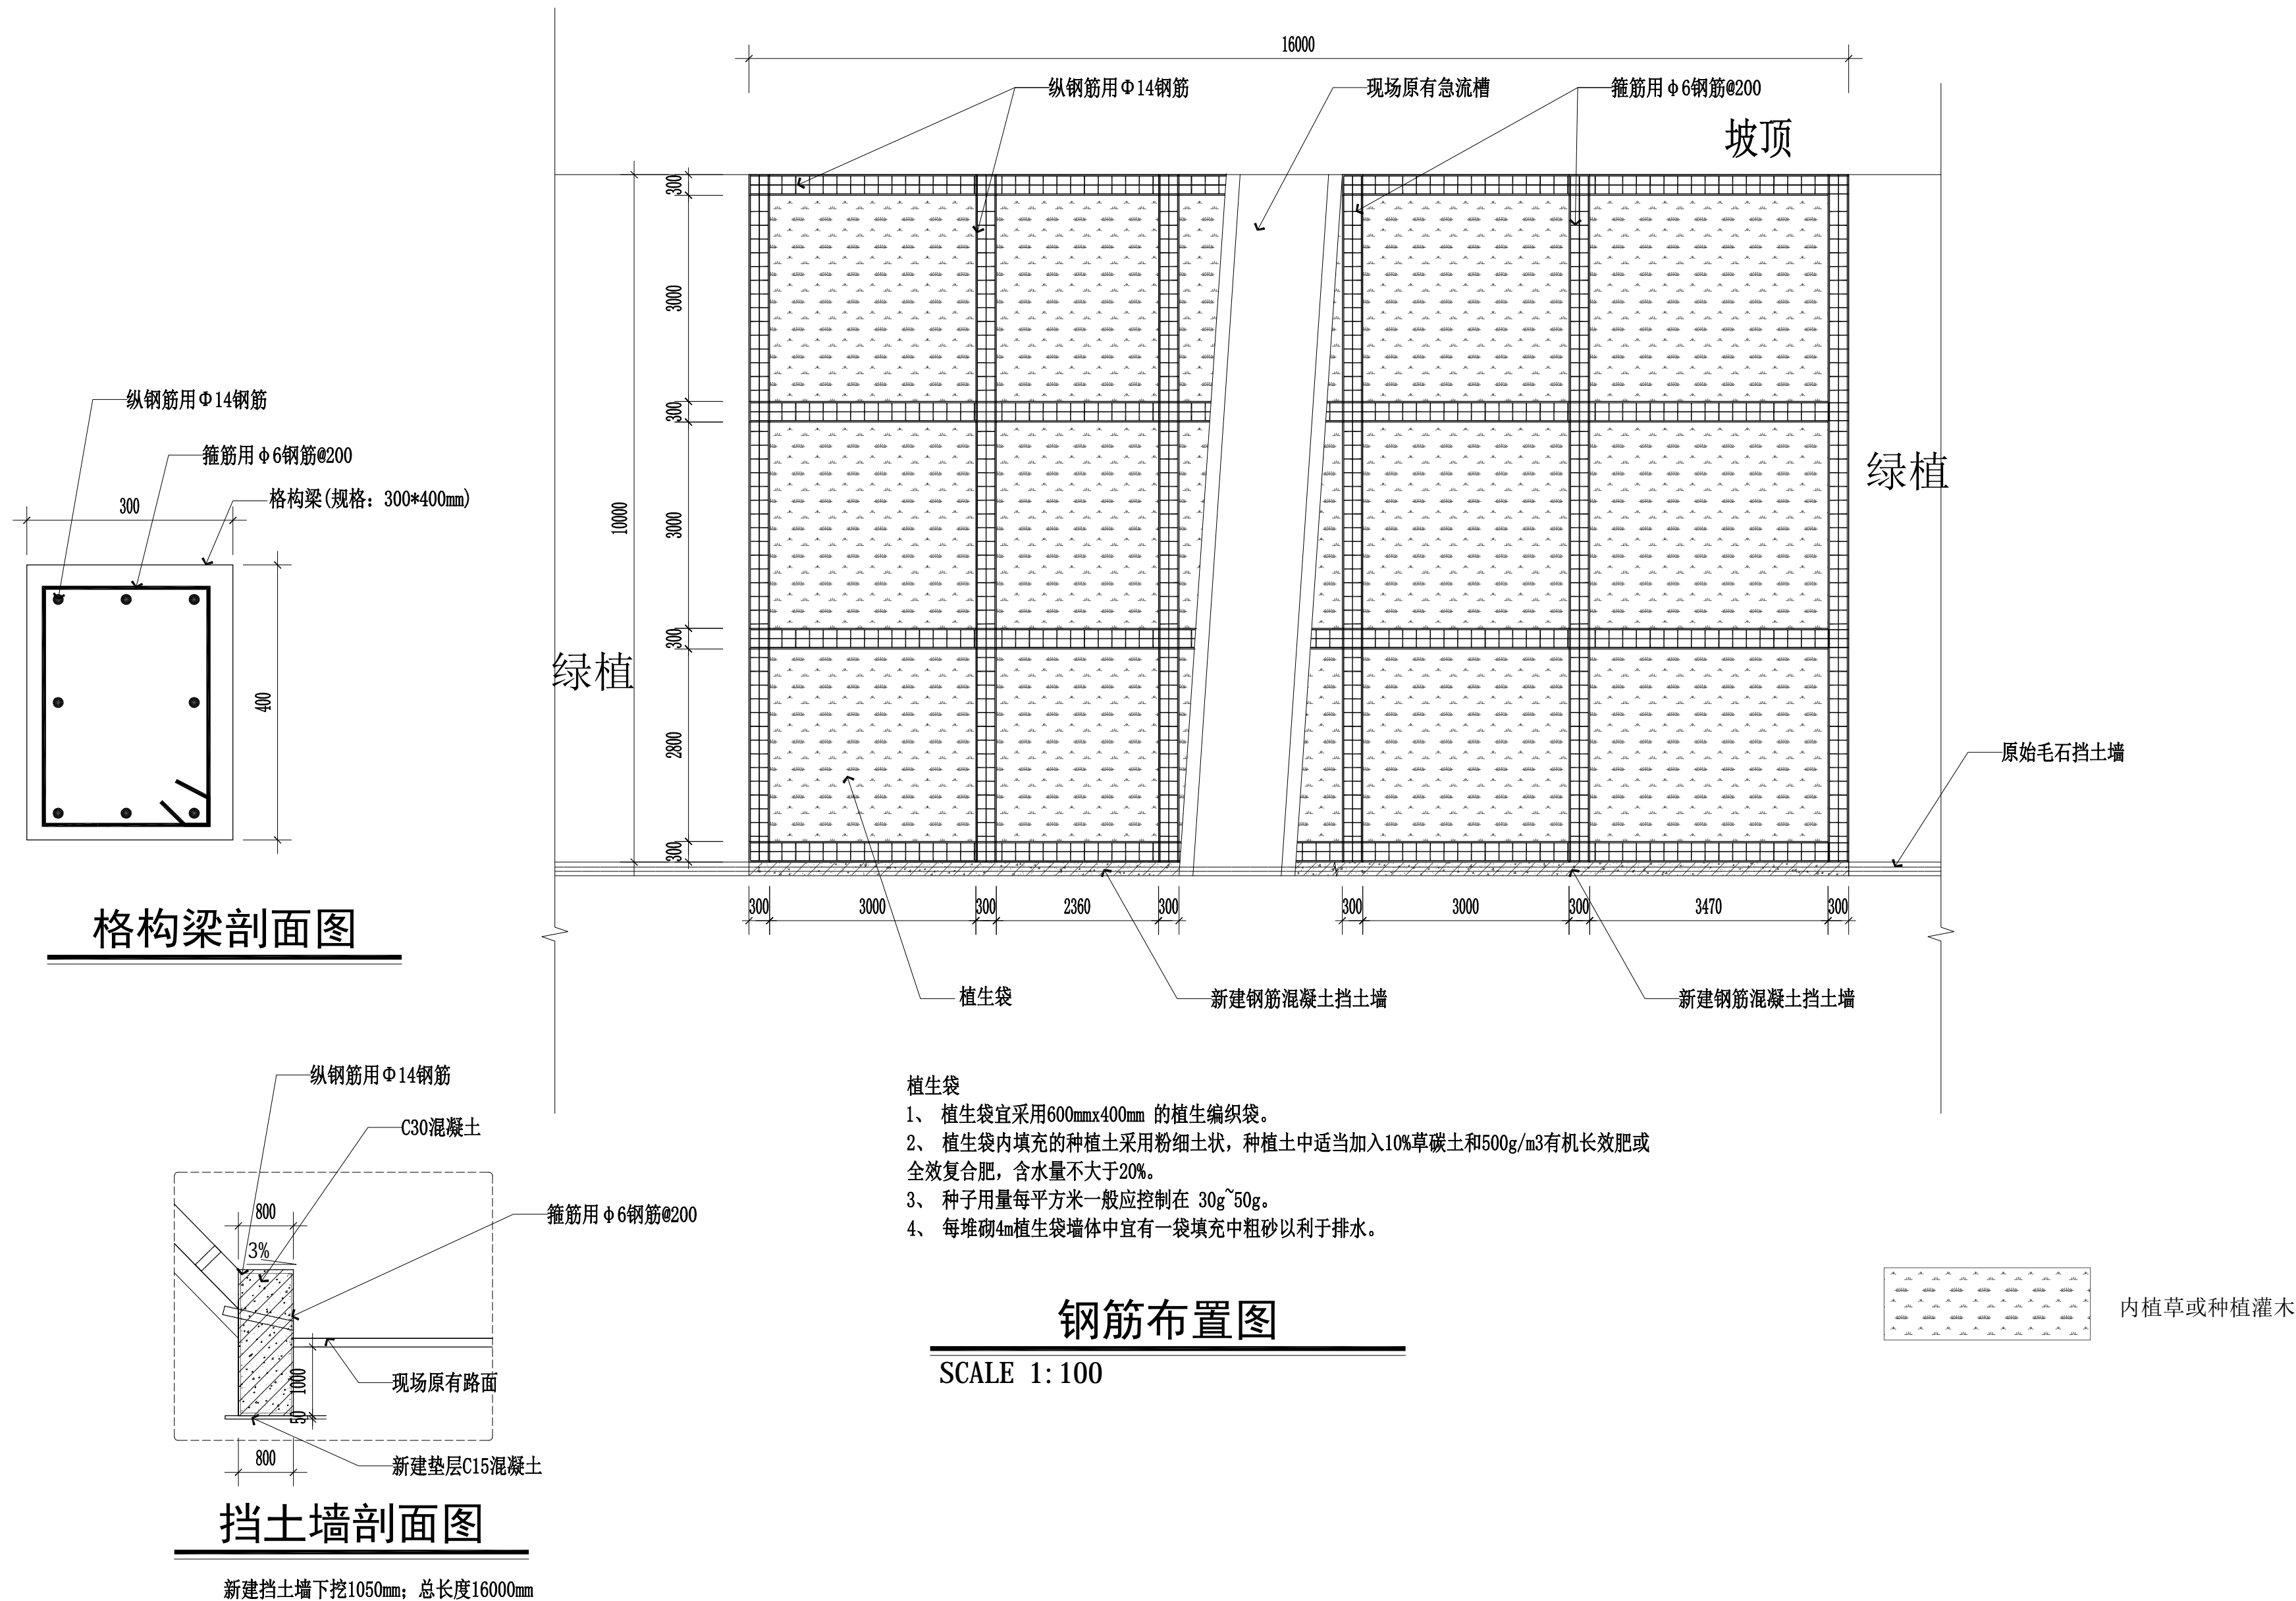 16000
纵钢筋用Φ14钢筋
现场原有急流槽
箍筋用φ6钢筋@200
坡顶
300
3000
300
3000
300
2800
300
10000
绿植
绿植
原始毛石挡土墙
纵钢筋用Φ14钢筋
箍筋用φ6钢筋@200
格构梁(规格：300*400mm)
300
400
格构梁剖面图
300
3000
300
2360
300
300
3000
300
3470
300
植生袋
新建钢筋混凝土挡土墙
新建钢筋混凝土挡土墙
纵钢筋用Φ14钢筋
C30混凝土
箍筋用φ6钢筋@200
800
3%
1000
50
现场原有路面
800
新建垫层C15混凝土
挡土墙剖面图
新建挡土墙下挖1050mm；总长度16000mm
植生袋
1、 植生袋宜采用600mmx400mm 的植生编织袋。
2、 植生袋内填充的种植土采用粉细土状，种植土中适当加入10%草碳土和500g/m3有机长效肥或
全效复合肥，含水量不大于20%。
3、 种子用量每平方米一般应控制在 30g~50g。
4、 每堆砌4m植生袋墙体中宜有一袋填充中粗砂以利于排水。
钢筋布置图
SCALE 1:100
内植草或种植灌木